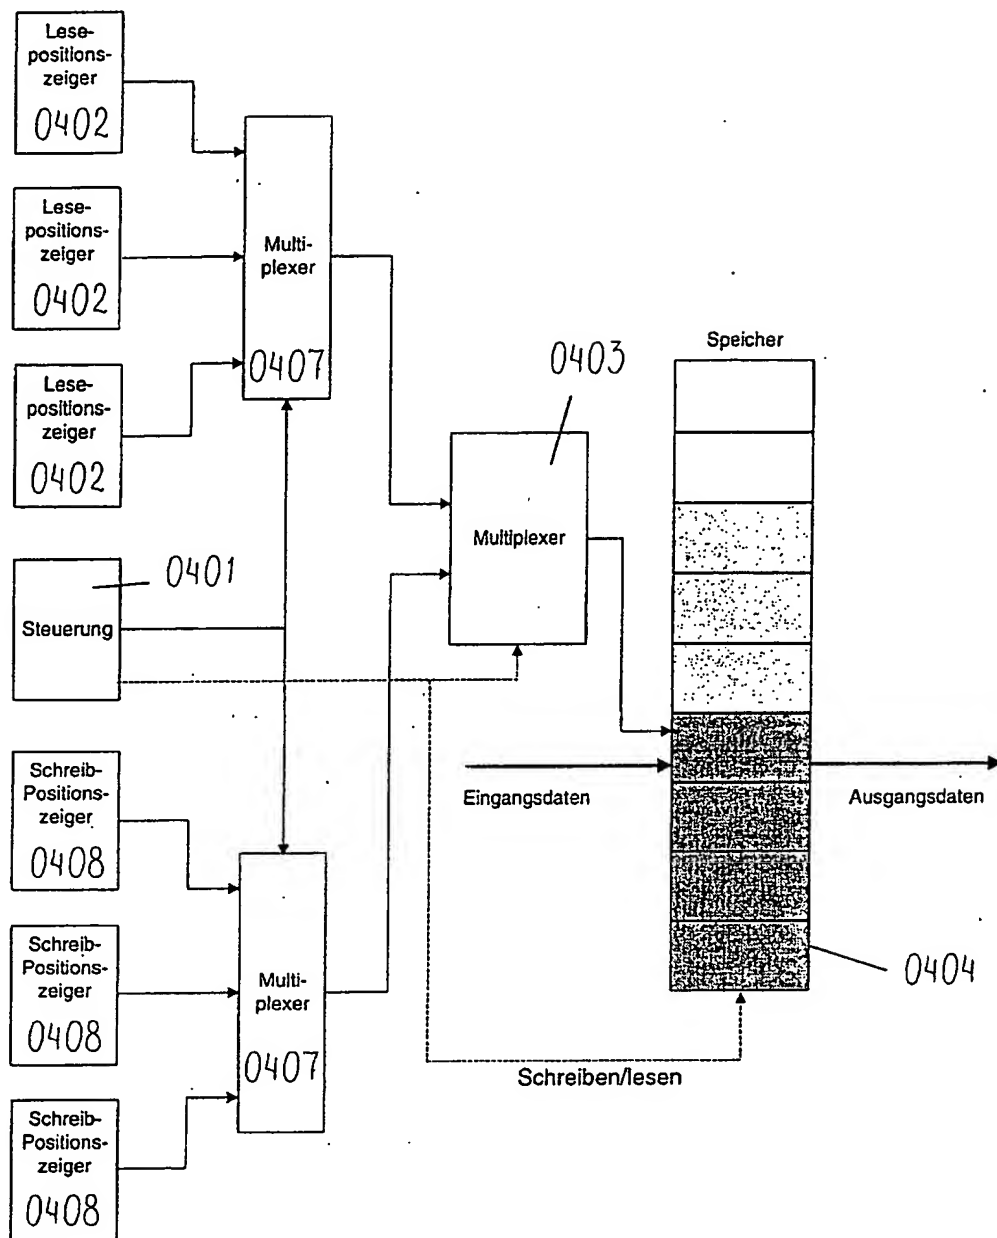 Lese-
positions-
zeiger
0402
Lese-
positions-
zeiger
0402
Lese-
positions-
zeiger
0402
Multi-
plexer
0407
0403
Speicher
Multiplexer
0401
Steuerung
Eingangsdaten
Ausgangsdaten
Schreib-
Positions-
zeiger
0408
Schreib-
Positions-
zeiger
0408
Schreib-
Positions-
zeiger
0408
Multi-
plexer
0407
0404
Schreiben/lesen